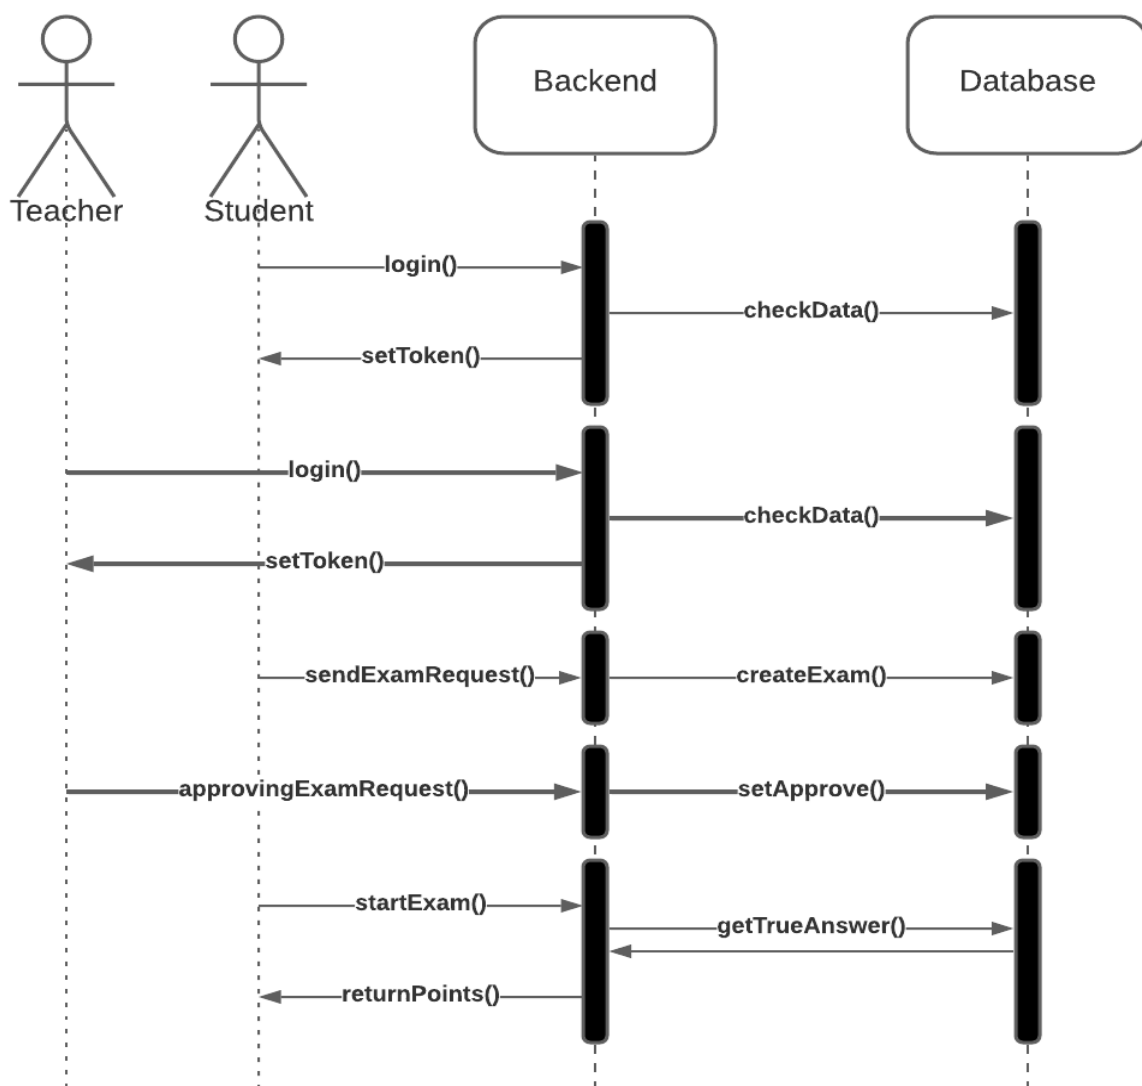 Backend
Database
Teacher
Student
login()
checkData()
setToken()
login()
checkData()
setToken()
sendExamRequest()
createExam()
approvingExamRequest()
setApprove()
startExam()
getTrueAnswer()
returnPoints()